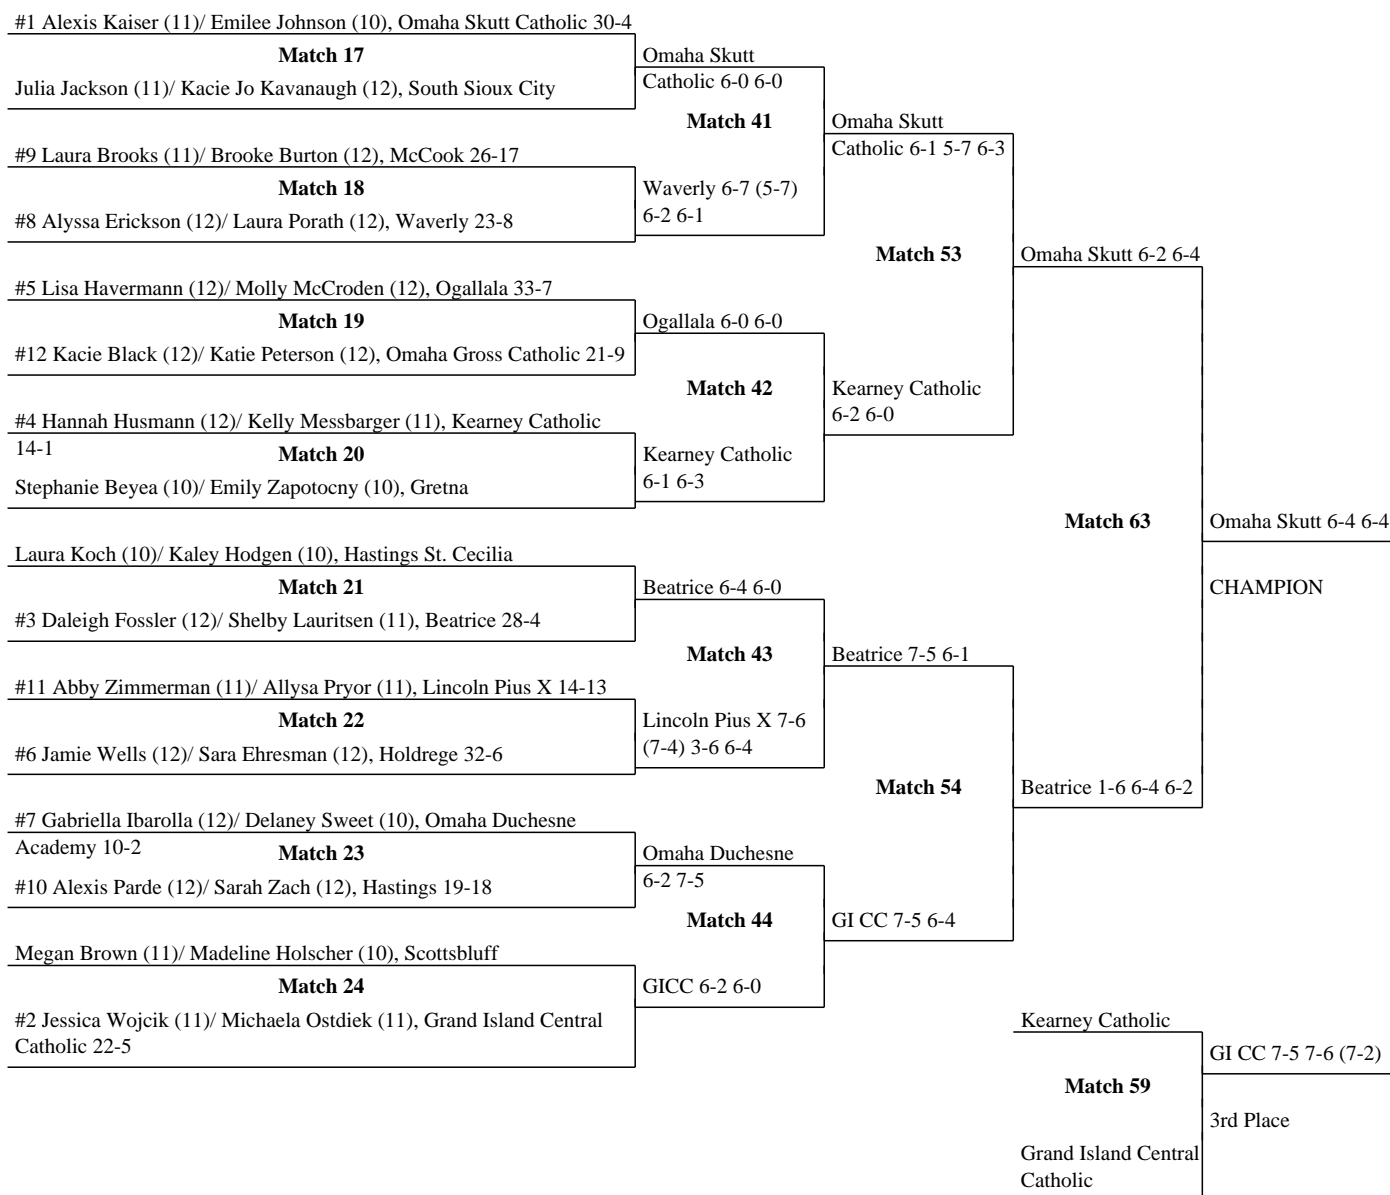 #1 Alexis Kaiser (11)/ Emilee Johnson (10), Omaha Skutt Catholic 30-4
Match 17
Julia Jackson (11)/ Kacie Jo Kavanaugh (12), South Sioux City
#9 Laura Brooks (11)/ Brooke Burton (12), McCook 26-17
Match 18
#8 Alyssa Erickson (12)/ Laura Porath (12), Waverly 23-8
#5 Lisa Havermann (12)/ Molly McCroden (12), Ogallala 33-7
Match 19
#12 Kacie Black (12)/ Katie Peterson (12), Omaha Gross Catholic 21-9
#4 Hannah Husmann (12)/ Kelly Messbarger (11), Kearney Catholic
14-1
Match 20
Stephanie Beyea (10)/ Emily Zapotocny (10), Gretna
Laura Koch (10)/ Kaley Hodgen (10), Hastings St. Cecilia
Match 21
#3 Daleigh Fossler (12)/ Shelby Lauritsen (11), Beatrice 28-4
#11 Abby Zimmerman (11)/ Allysa Pryor (11), Lincoln Pius X 14-13
Match 22
#6 Jamie Wells (12)/ Sara Ehresman (12), Holdrege 32-6
#7 Gabriella Ibarolla (12)/ Delaney Sweet (10), Omaha Duchesne
Academy 10-2
Match 23
#10 Alexis Parde (12)/ Sarah Zach (12), Hastings 19-18
Megan Brown (11)/ Madeline Holscher (10), Scottsbluff
Match 24
#2 Jessica Wojcik (11)/ Michaela Ostdiek (11), Grand Island Central
Catholic 22-5
Omaha Skutt
Catholic 6-0 6-0
Match 41
Waverly 6-7 (5-7)
6-2 6-1
Ogallala 6-0 6-0
Match 42
Kearney Catholic
6-1 6-3
Beatrice 6-4 6-0
Match 43
Lincoln Pius X 7-6
(7-4) 3-6 6-4
Omaha Duchesne
6-2 7-5
Match 44
GICC 6-2 6-0
Omaha Skutt
Catholic 6-1 5-7 6-3
Match 53
Kearney Catholic
6-2 6-0
Beatrice 7-5 6-1
Match 54
GI CC 7-5 6-4
Omaha Skutt 6-2 6-4
Match 63
Beatrice 1-6 6-4 6-2
Omaha Skutt 6-4 6-4
CHAMPION
Kearney Catholic
Match 59
Grand Island Central
Catholic
GI CC 7-5 7-6 (7-2)
3rd Place